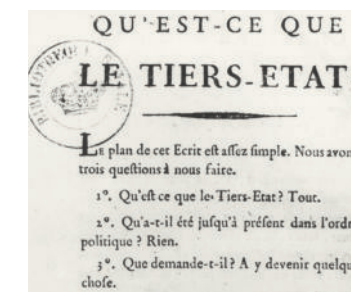 QU'EST-CE QUE
LE TIERS-ETAT
LE plan de cet Ecrit est assez simple. Nous avon
trois questions à nous faire.
1°. Qu'est ce que le Tiers-Etat ? Tout.
2°. Qu'a-t-il été jusqu'à présent dans l'ordr
politique ? Rien.
3°. Que demande-t-il ? A y devenir quelqu
chose.